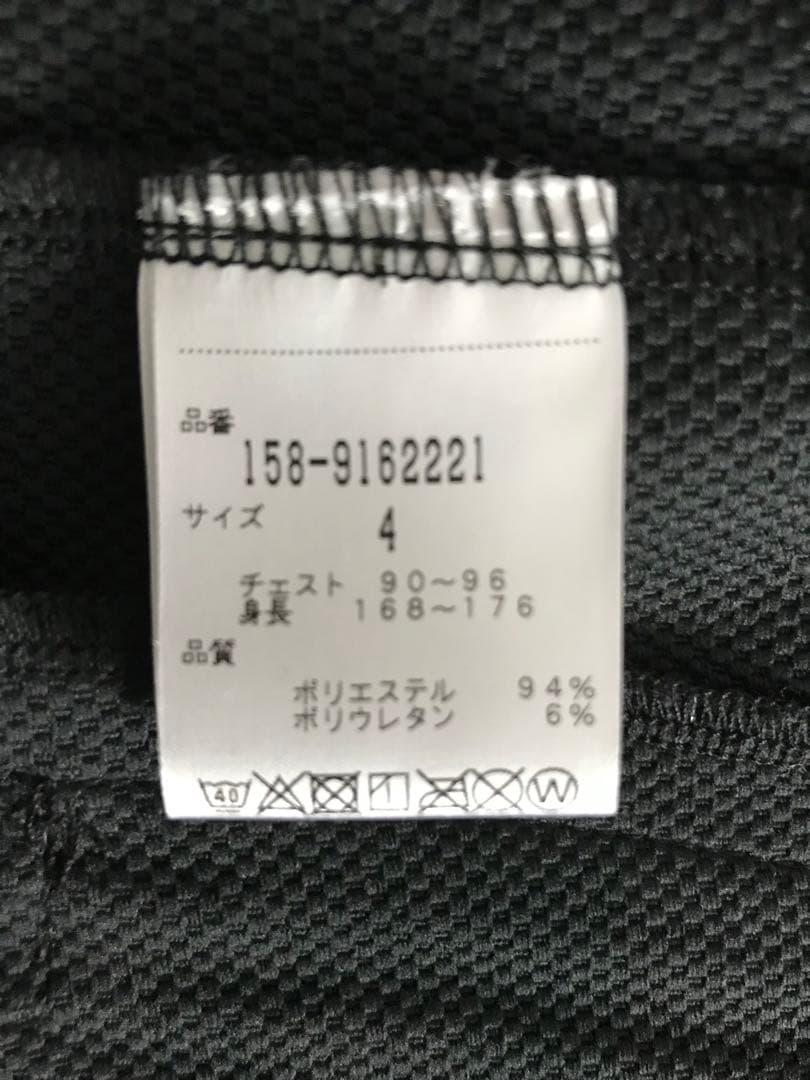 品番
158-9162221
サイズ 4
チェスト 90〜96
身長 168〜176
品質
ポリエステル 94%
ポリウレタン 6%
40 W